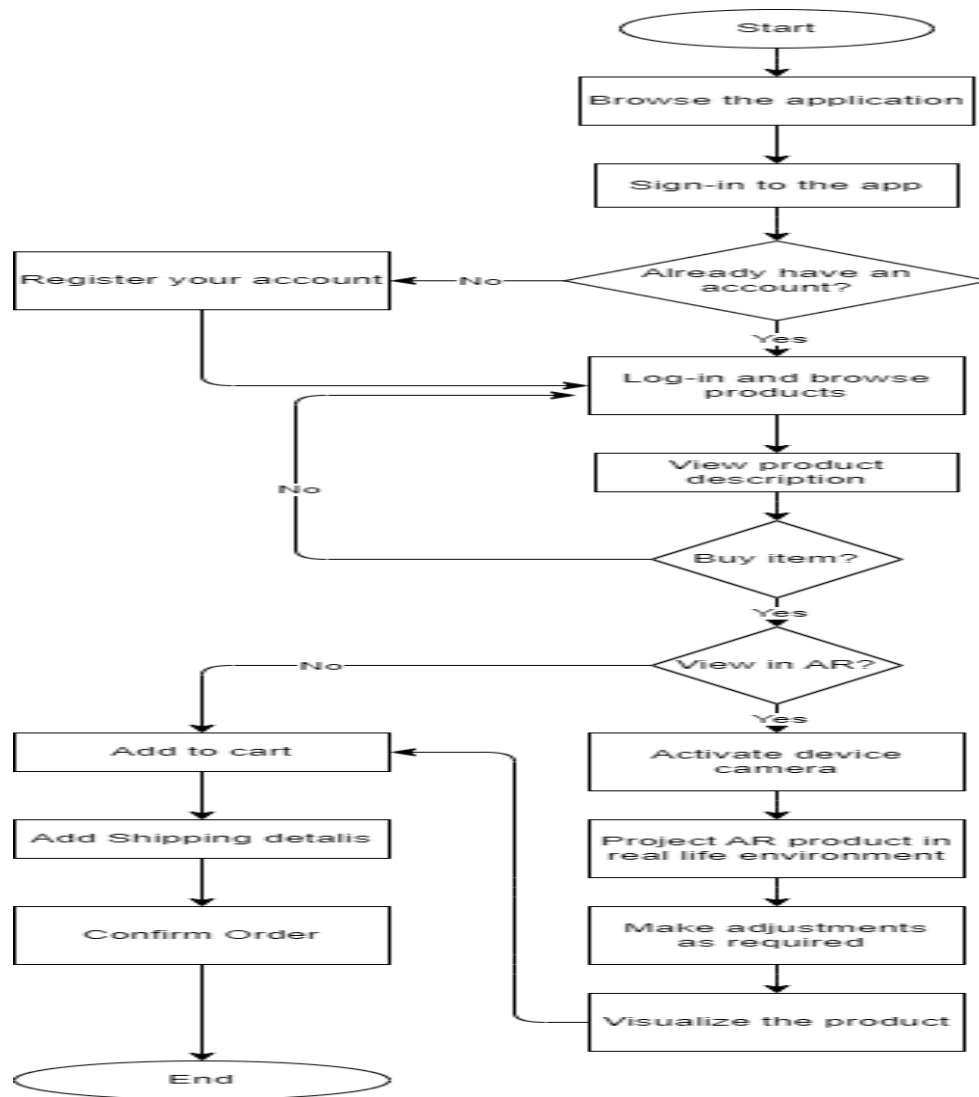 Start
Browse the application
Sign-in to the app
Already have an
account?
No
Register your account
Yes
Log-in and browse
products
View product
description
No
Buy item?
Yes
View in AR?
No
Yes
Add to cart
Activate device
camera
Add Shipping detalis
Project AR product in
real life environment
Confirm Order
Make adjustments
as required
Visualize the product
End